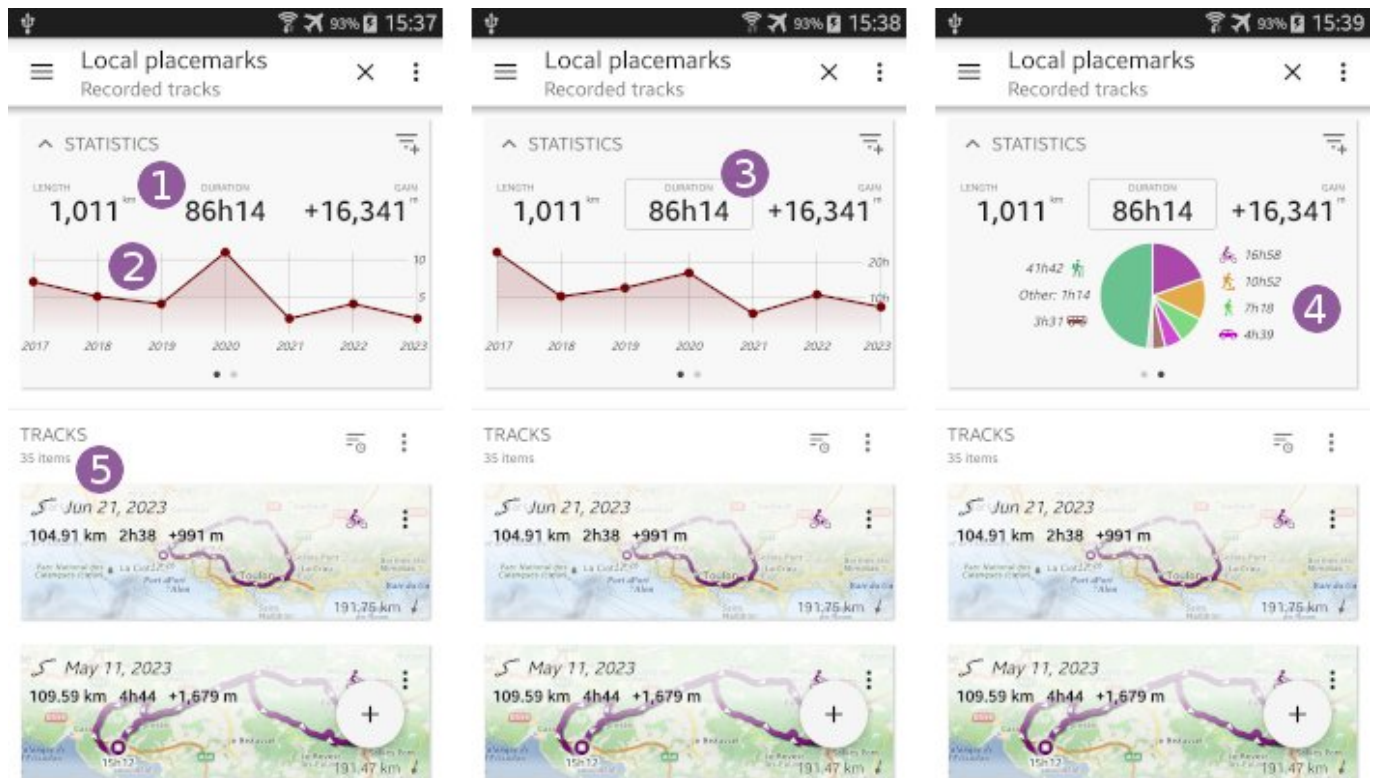 93% 15:37
Local placemarks
Recorded tracks
STATISTICS
1
LENGTH DURATION GAIN
1,011 km 86h14 +16,341 m
2
10
5
2017 2018 2019 2020 2021 2022 2023
TRACKS
35 items
5
Jun 21, 2023
104.91 km 2h38 +991 m
Toulon
191.75 km
May 11, 2023
109.59 km 4h44 +1,679 m
+
15h12
191.47 km
93% 15:38
Local placemarks
Recorded tracks
STATISTICS
3
LENGTH DURATION GAIN
1,011 km 86h14 +16,341 m
20h
10h
2017 2018 2019 2020 2021 2022 2023
TRACKS
35 items
Jun 21, 2023
104.91 km 2h38 +991 m
Toulon
191.75 km
May 11, 2023
109.59 km 4h44 +1,679 m
+
15h12
191.47 km
93% 15:39
Local placemarks
Recorded tracks
STATISTICS
LENGTH DURATION GAIN
1,011 km 86h14 +16,341 m
41h42
Other: 1h14
3h31
16h58
10h52
7h18
4h39
4
TRACKS
35 items
Jun 21, 2023
104.91 km 2h38 +991 m
Toulon
191.75 km
May 11, 2023
109.59 km 4h44 +1,679 m
+
15h12
191.47 km